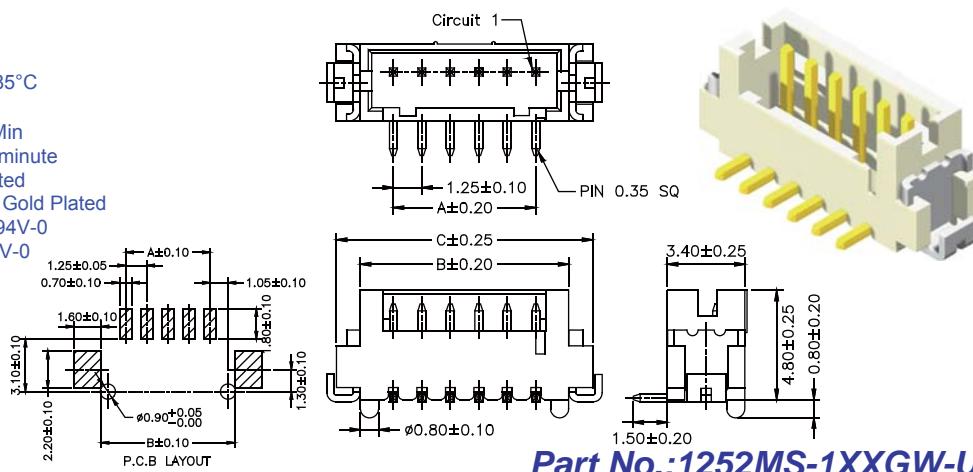 Circuit 1
35°C
Min
minute
ted
Gold Plated
94V-0
V-0
1.25±0.10
A±0.20
PIN 0.35 SQ
A±0.10
1.25±0.05
0.70±0.10
1.05±0.10
1.60±0.10
1.80±0.10
3.10±0.10
1.30±0.10
2.20±0.10
ø0.90+0.05
-0.00
B±0.10
P.C.B LAYOUT
C±0.25
B±0.20
ø0.80±0.10
3.40±0.25
4.80±0.25
0.80±0.20
1.50±0.20
Part No.:1252MS-1XXGW-U